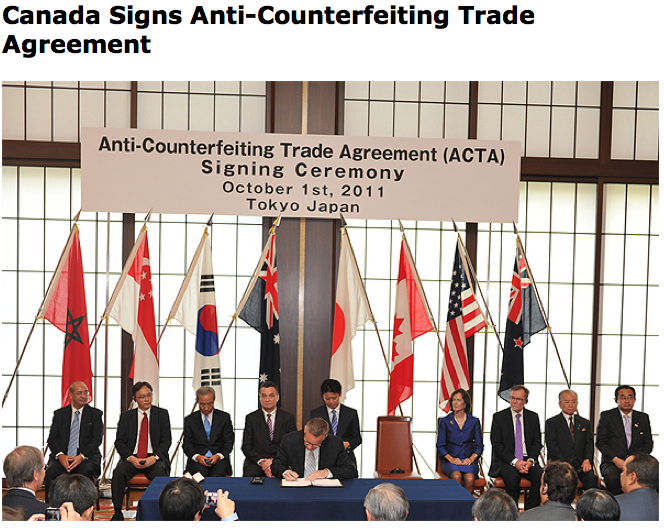 Canada Signs Anti-Counterfeiting Trade
Agreement
Anti-Counterfeiting Trade Agreement (ACTA)
Signing Ceremony
October 1st, 2011
Tokyo Japan